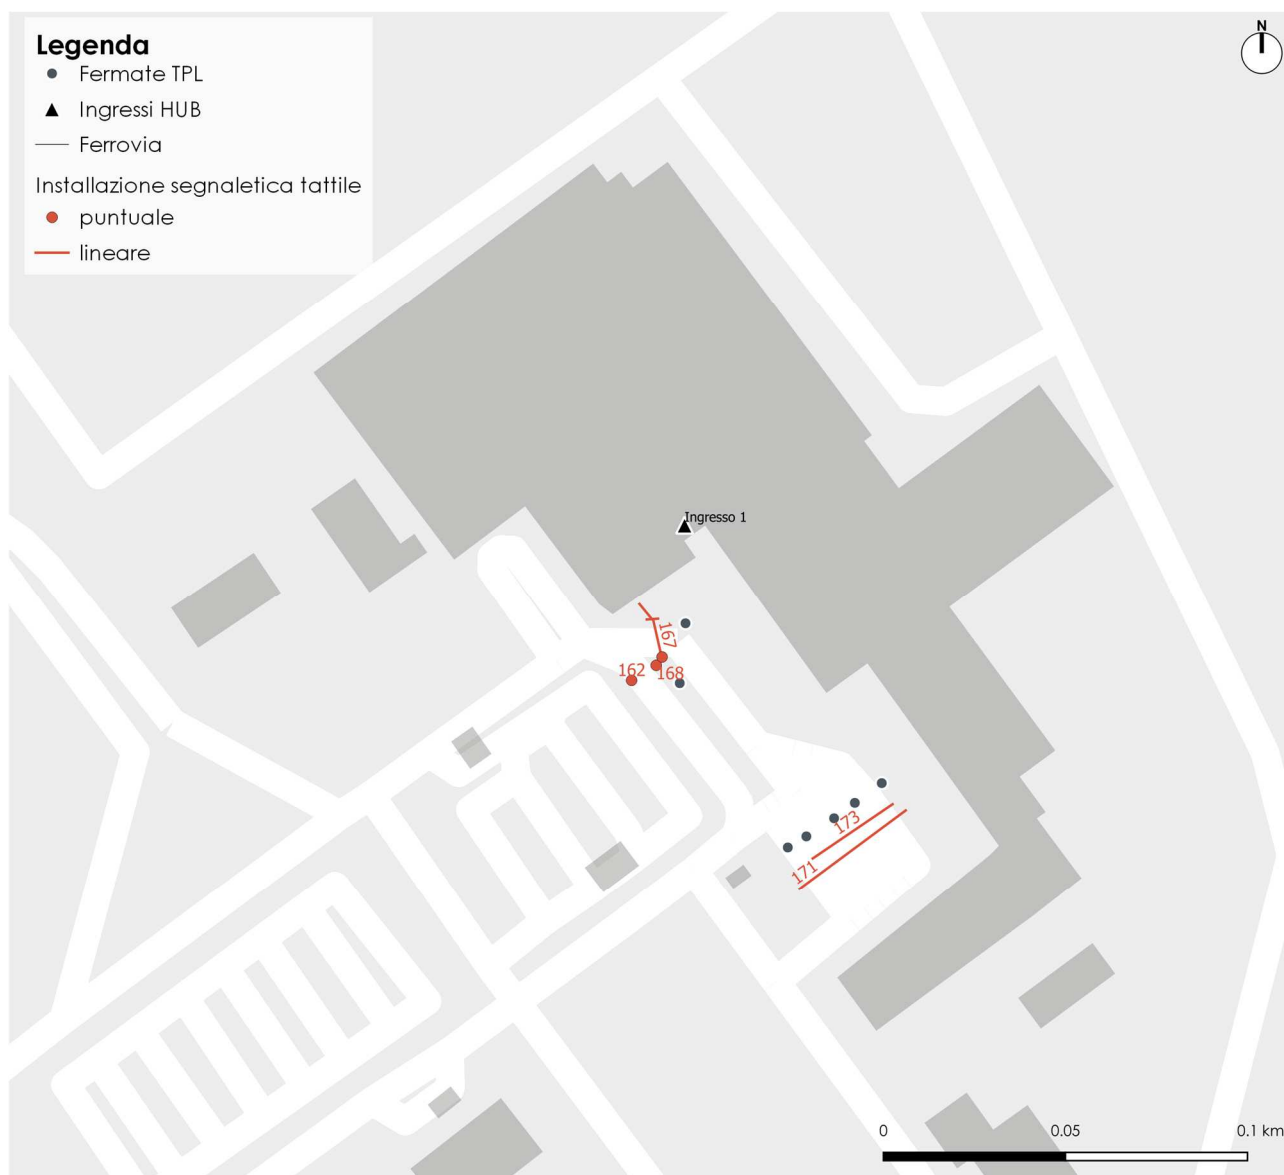 Legenda
Fermate TPL
Ingressi HUB
Ferrovia
Installazione segnaletica tattile
puntuale
lineare
N
Ingresso 1
167
162
168
173
171
0 0.05 0.1 km